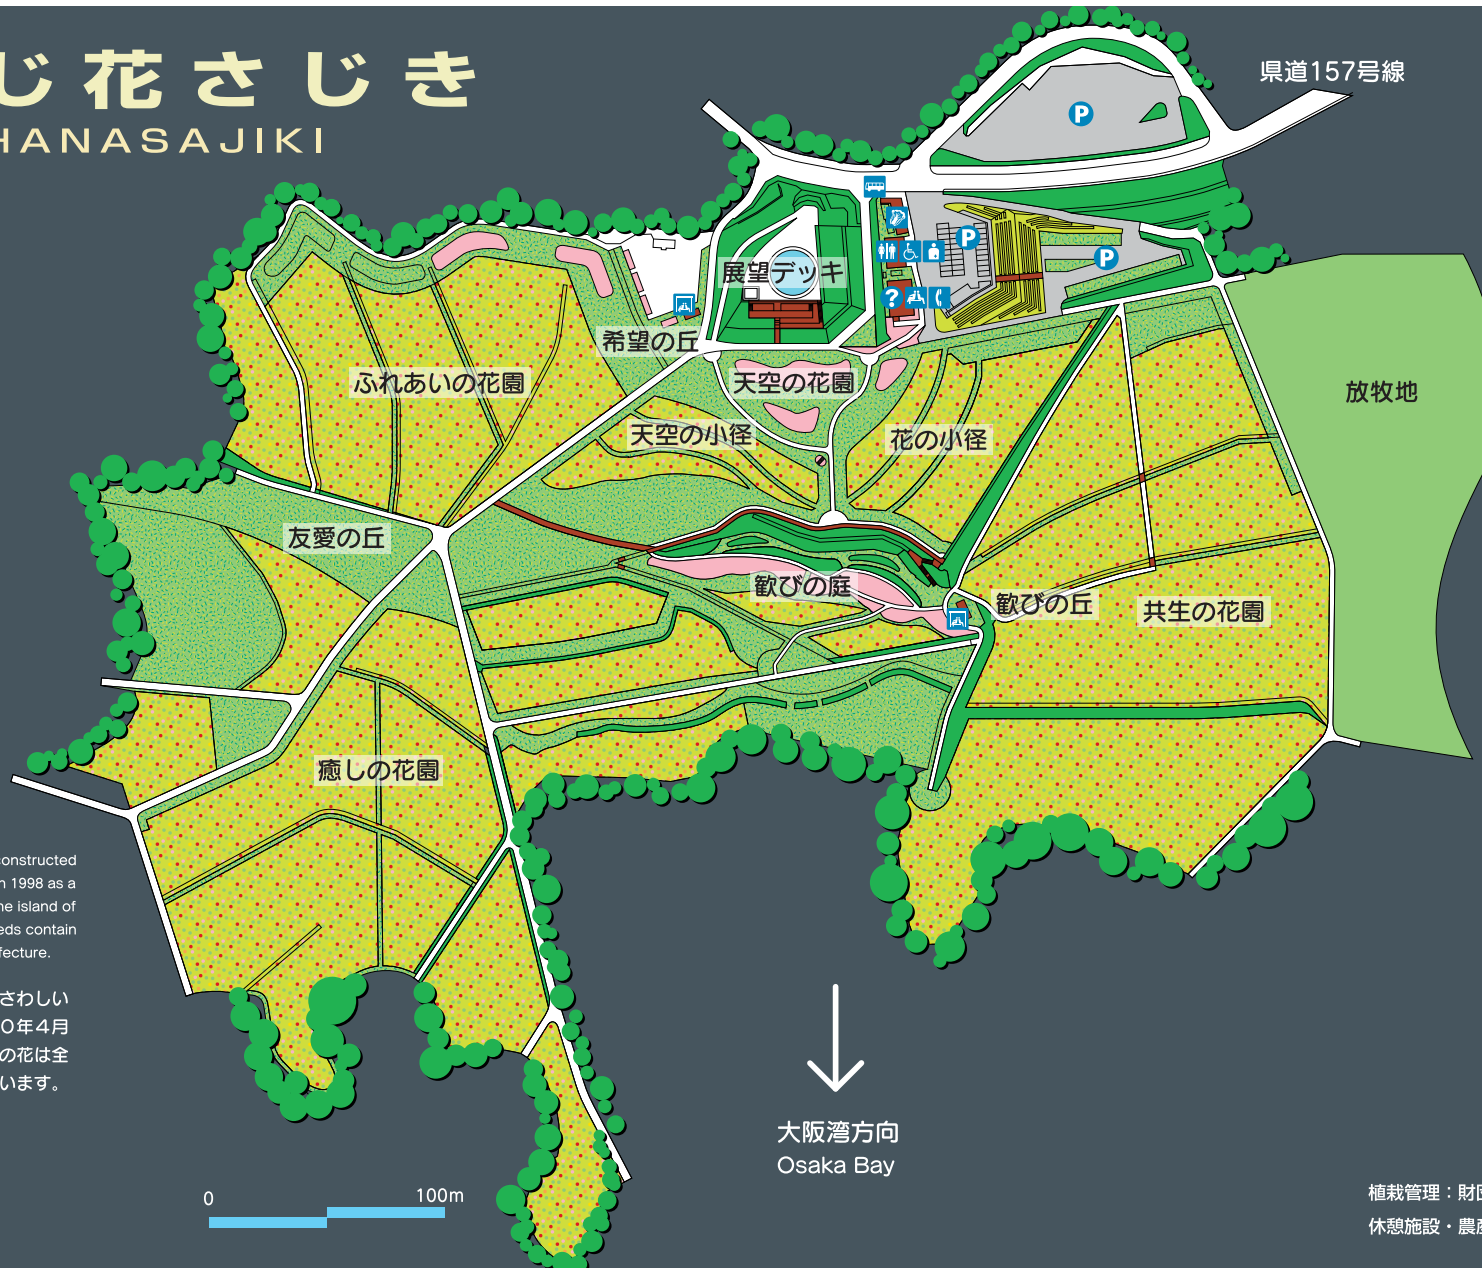 じ花さじき
HANASAJIKI
県道157号線
P
P
P
展望デッキ
?
希望の丘
ふれあいの花園
天空の花園
放牧地
天空の小径
花の小径
友愛の丘
歓びの庭
歓びの丘
共生の花園
癒しの花園
constructed
n 1998 as a
ne island of
eds contain
fecture.
さわしい
0年4月
の花は全
います。
大阪湾方向
Osaka Bay
0 100m
植栽管理：財団
休憩施設・農産